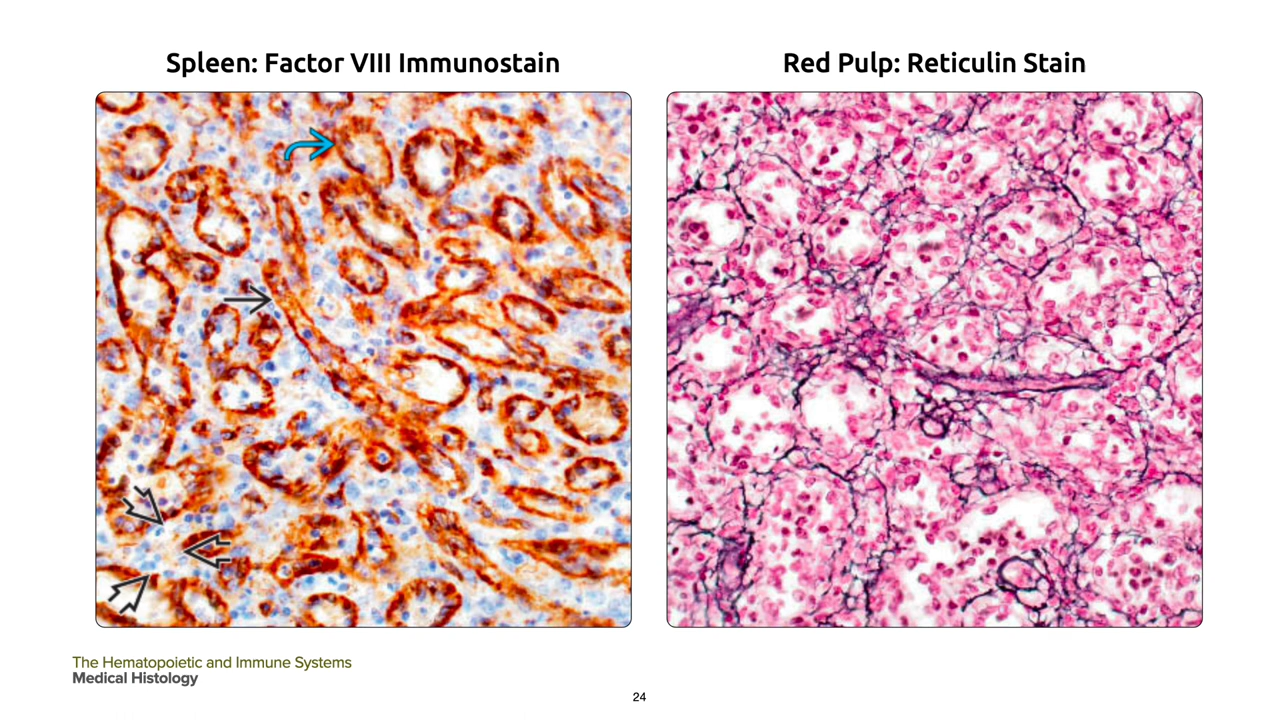 Spleen: Factor VIII Immunostain
Red Pulp: Reticulin Stain
The Hematopoietic and Immune Systems
Medical Histology
24